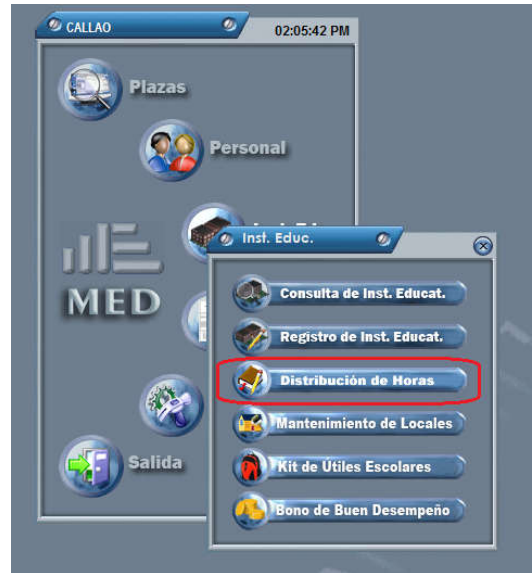 CALLAO
02:05:42 PM
Plazas
Personal
MED
Salida
Inst. Educ.
Consulta de Inst. Educat.
Registro de Inst. Educat.
Distribución de Horas
Mantenimiento de Locales
Kit de Útiles Escolares
Bono de Buen Desempeño